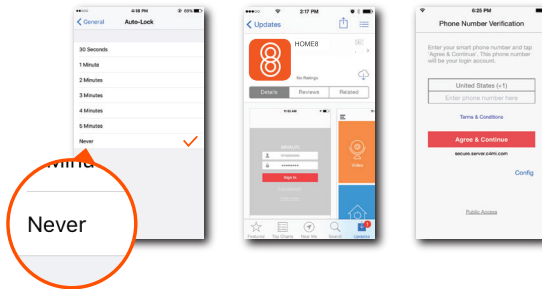 4:18 PM
69%
General
Auto-Lock
30 Seconds
1 Minute
2 Minutes
3 Minutes
4 Minutes
5 Minutes
Never
Never
2:17 PM
Updates
8
HOME8
No Ratings
Details
Reviews
Related
Sign In
Video
Featured
Top Charts
Near Me
Search
Updates
6:25 PM
Phone Number Verification
Enter your smart phone number and tap
'Agree & Continue'. This phone number
will be your login account.
United States (+1)
Enter phone number here
Terms & Conditions
Agree & Continue
secure.server.c4mi.com
Config
Public Access